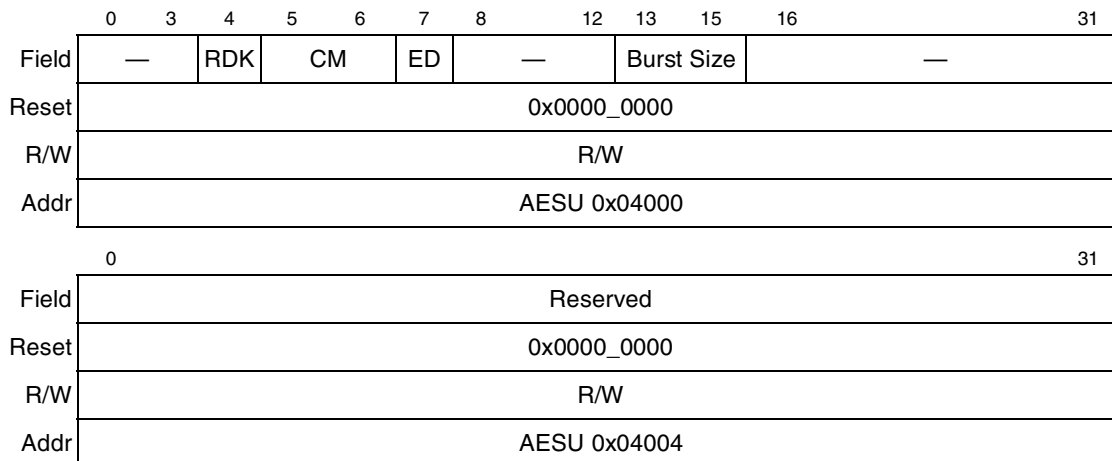 0 3 4 5 6 7 8 12 13 15 16 31
Field — RDK CM ED — Burst Size —
Reset 0x0000_0000
R/W R/W
Addr AESU 0x04000
0 31
Field Reserved
Reset 0x0000_0000
R/W R/W
Addr AESU 0x04004